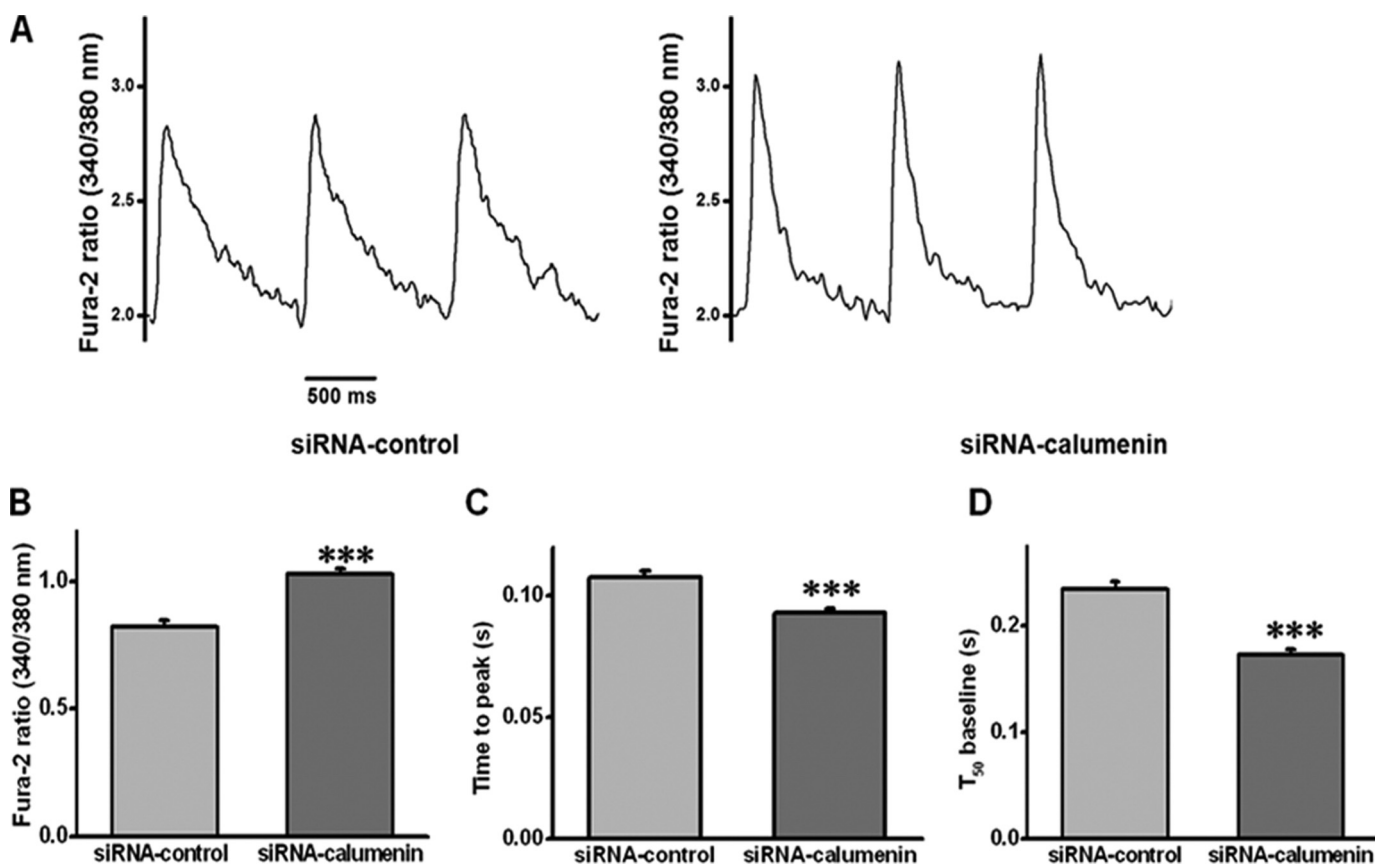 A
Fura-2 ratio (340/380 nm)
3.0
2.5
2.0
500 ms
siRNA-control
Fura-2 ratio (340/380 nm)
3.0
2.5
2.0
siRNA-calumenin
B
Fura-2 ratio (340/380 nm)
1.0
0.5
0.0
***
siRNA-control siRNA-calumenin
C
Time to peak (s)
0.10
0.05
0.00
***
siRNA-control siRNA-calumenin
D
T50 baseline (s)
0.2
0.1
0.0
***
siRNA-control siRNA-calumenin